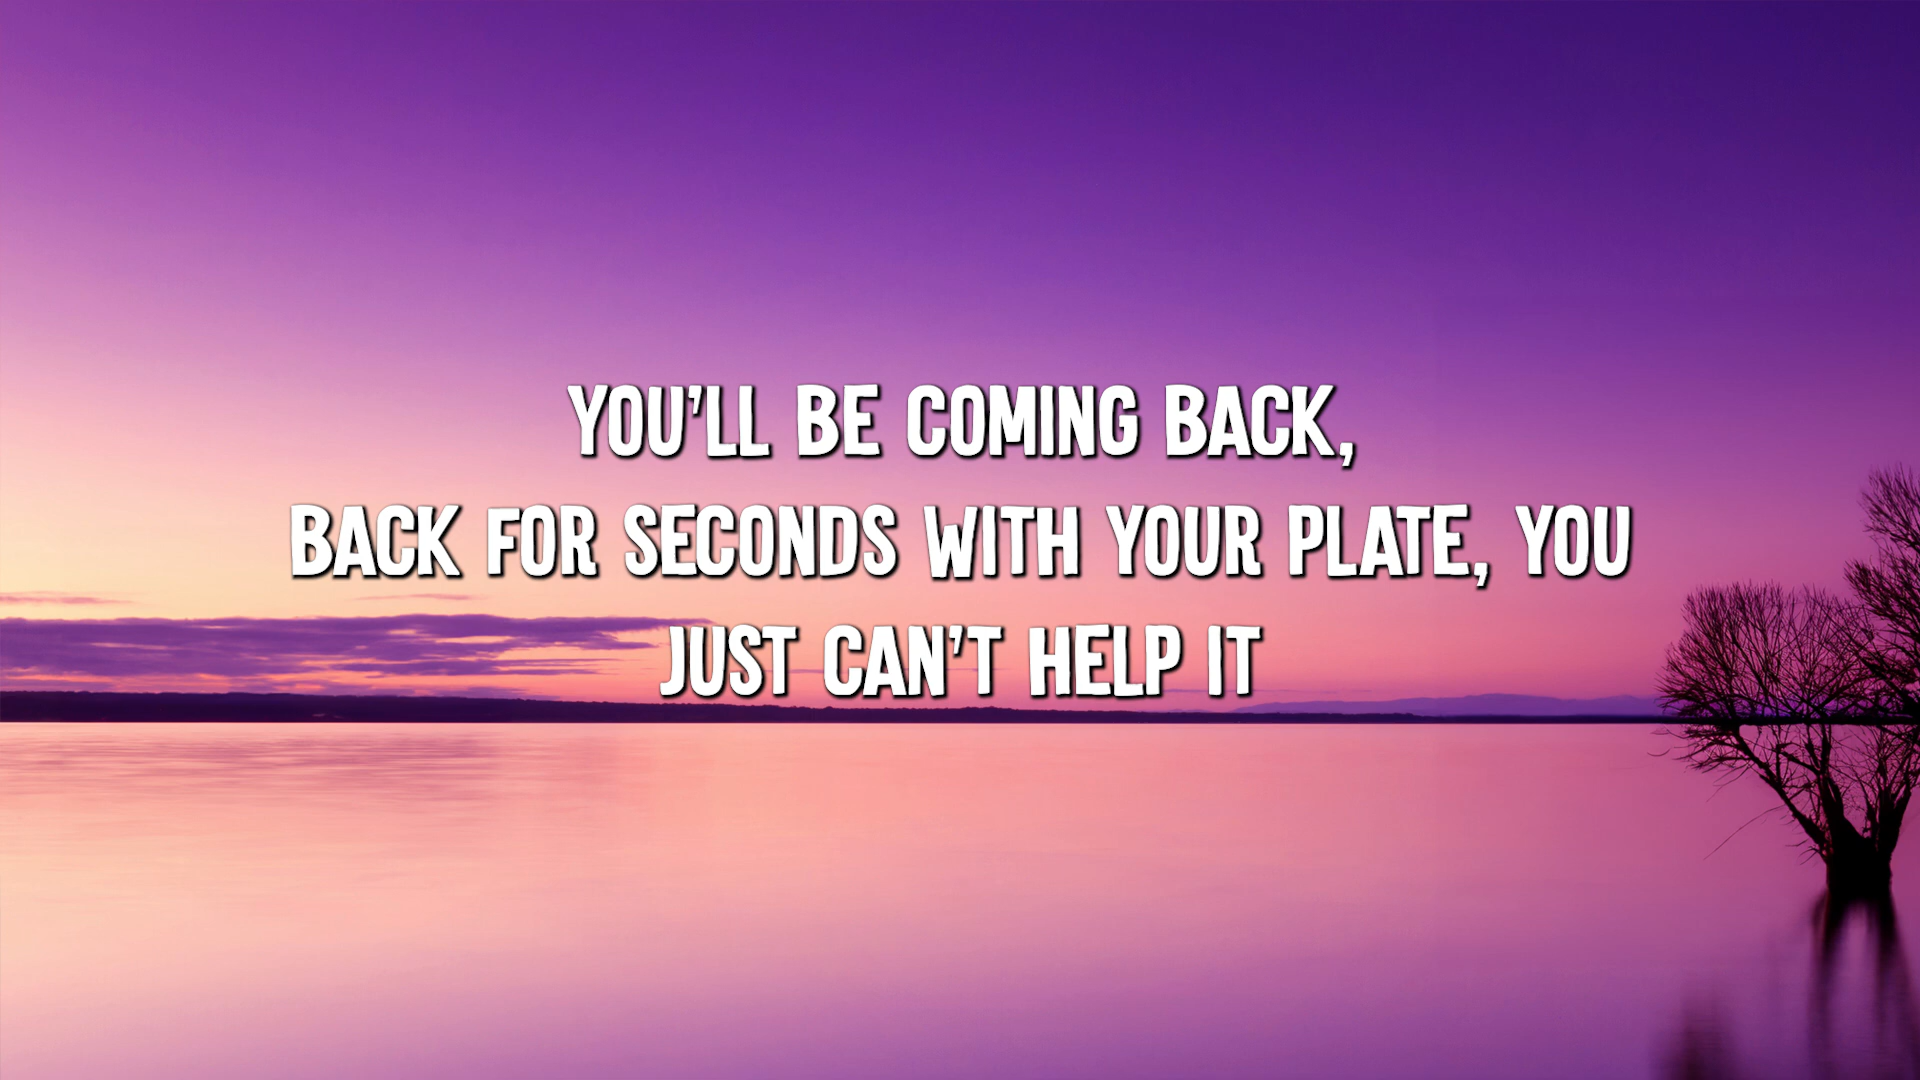 YOU'LL BE COMING BACK,
BACK FOR SECONDS WITH YOUR PLATE, YOU
JUST CAN'T HELP IT